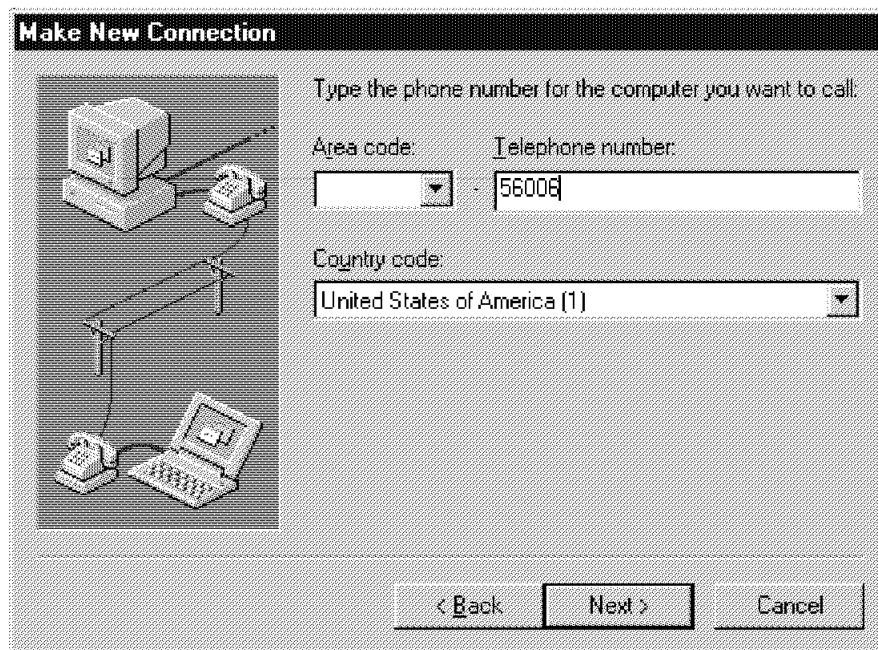 Make New Connection
Type the phone number for the computer you want to call:
Area code: Telephone number:
- 56006
Country code:
United States of America (1)
< Back Next > Cancel